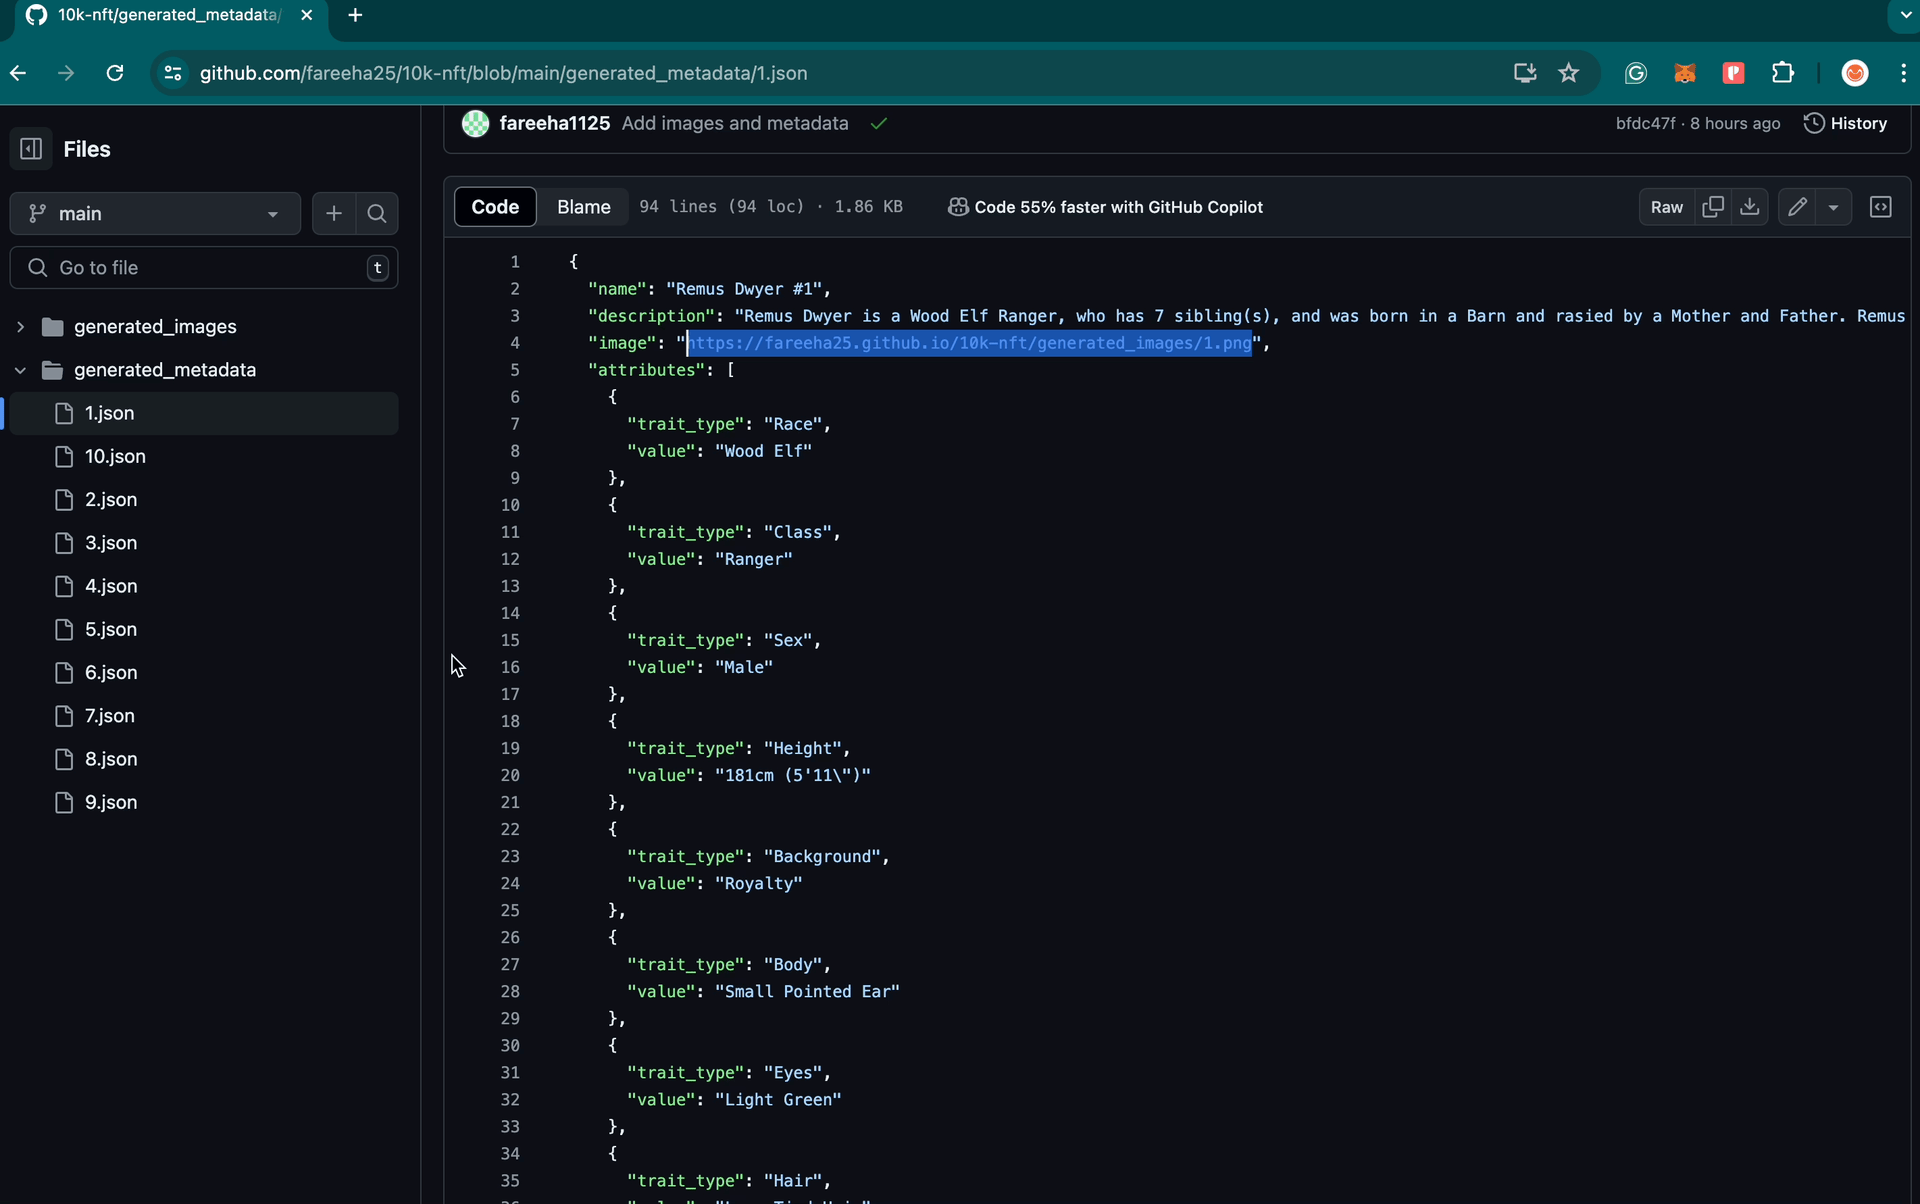 10k-nft/generated_metadata/
github.com/fareeha25/10k-nft/blob/main/generated_metadata/1.json
Files
main
Go to file
t
generated_images
generated_metadata
1.json
10.json
2.json
3.json
4.json
5.json
6.json
7.json
8.json
9.json
fareeha1125 Add images and metadata
bfdc47f · 8 hours ago
History
Code
Blame
94 lines (94 loc) · 1.86 KB
Code 55% faster with GitHub Copilot
Raw
1 {
2 "name": "Remus Dwyer #1",
3 "description": "Remus Dwyer is a Wood Elf Ranger, who has 7 sibling(s), and was born in a Barn and rasied by a Mother and Father. Remus
4 "image": "https://fareeha25.github.io/10k-nft/generated_images/1.png",
5 "attributes": [
6 {
7 "trait_type": "Race",
8 "value": "Wood Elf"
9 },
10 {
11 "trait_type": "Class",
12 "value": "Ranger"
13 },
14 {
15 "trait_type": "Sex",
16 "value": "Male"
17 },
18 {
19 "trait_type": "Height",
20 "value": "181cm (5'11\")"
21 },
22 {
23 "trait_type": "Background",
24 "value": "Royalty"
25 },
26 {
27 "trait_type": "Body",
28 "value": "Small Pointed Ear"
29 },
30 {
31 "trait_type": "Eyes",
32 "value": "Light Green"
33 },
34 {
35 "trait_type": "Hair",